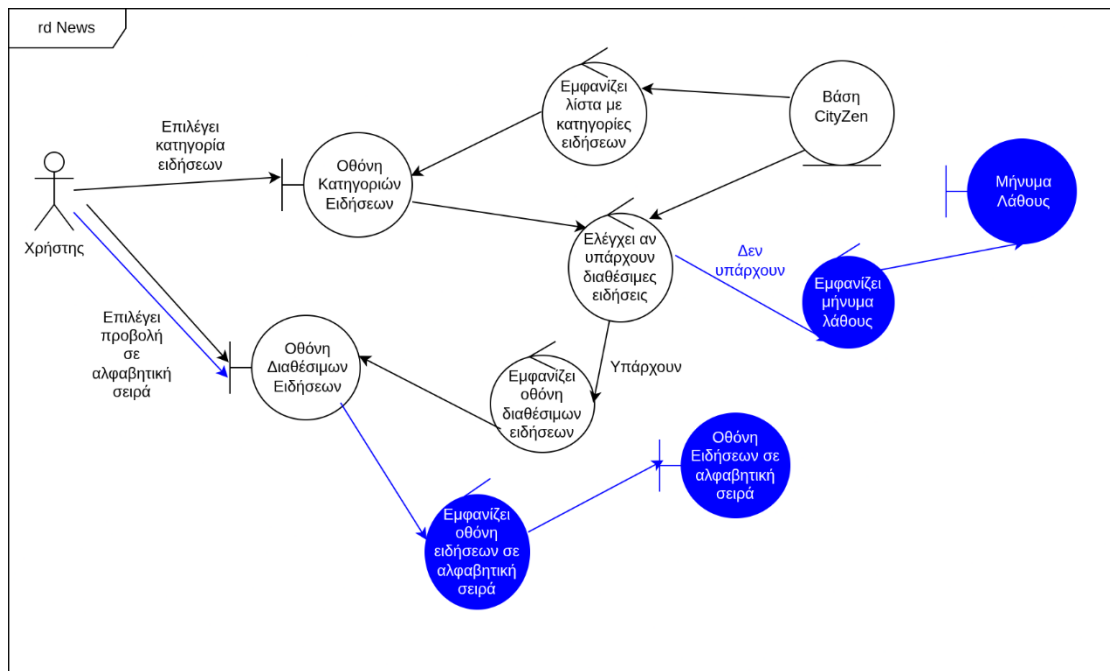 rd News
Εμφανίζει
λίστα με
κατηγορίες
ειδήσεων
Βάση
CityZen
Επιλέγει
κατηγορία
ειδήσεων
Οθόνη
Κατηγοριών
Ειδήσεων
Μήνυμα
Λάθους
Χρήστης
Ελέγχει αν
υπάρχουν
διαθέσιμες
ειδήσεις
Δεν
υπάρχουν
Εμφανίζει
μήνυμα
λάθους
Επιλέγει
προβολή
σε
αλφαβητική
σειρά
Οθόνη
Διαθέσιμων
Ειδήσεων
Υπάρχουν
Εμφανίζει
οθόνη
διαθέσιμων
ειδήσεων
Οθόνη
Ειδήσεων σε
αλφαβητική
σειρά
Εμφανίζει
οθόνη
ειδήσεων σε
αλφαβητική
σειρά